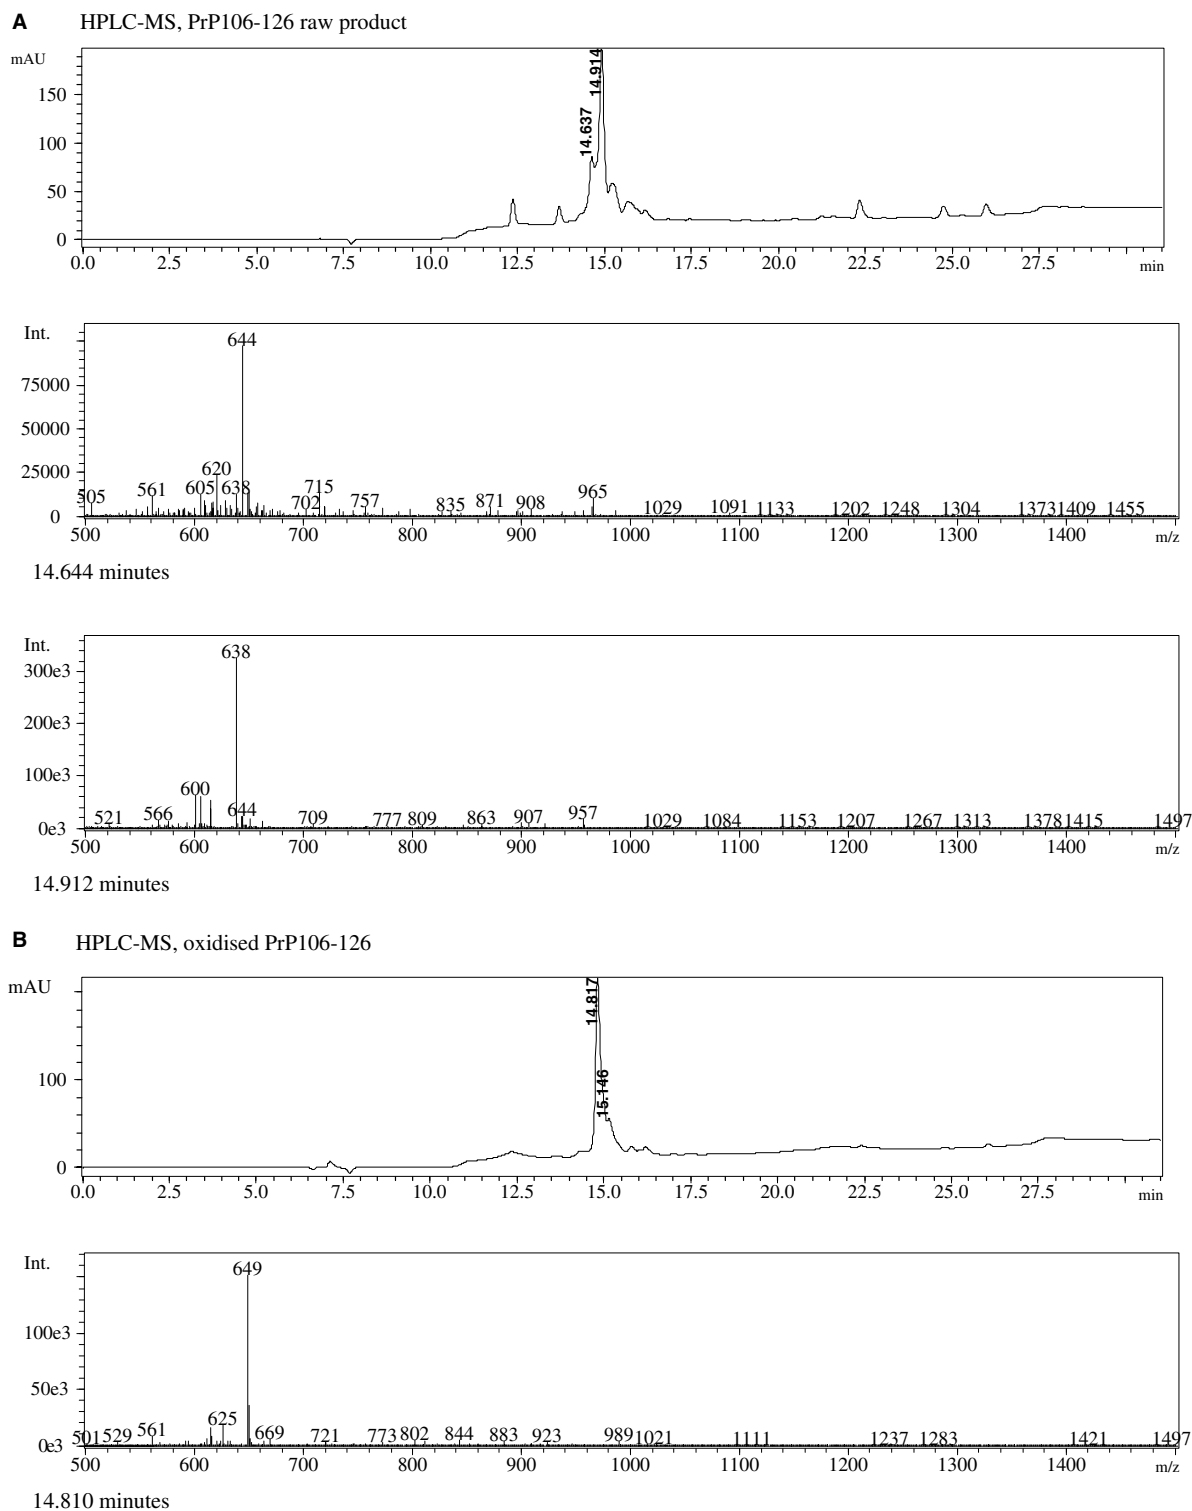 A HPLC-MS, PrP106-126 raw product
mAU
14.637
14.914
150
100
50
0
0.0 2.5 5.0 7.5 10.0 12.5 15.0 17.5 20.0 22.5 25.0 27.5 min
Int.
75000
50000
25000
0
644
505 561 605 620 638 702 715 757 835 871 908 965 1029 1091 1133 1202 1248 1304 1373 1409 1455
500 600 700 800 900 1000 1100 1200 1300 1400 m/z
14.644 minutes
Int.
300e3
200e3
100e3
0e3
638
521 566 600 644 709 777 809 863 907 957 1029 1084 1153 1207 1267 1313 1378 1415 1497
500 600 700 800 900 1000 1100 1200 1300 1400 m/z
14.912 minutes
B HPLC-MS, oxidised PrP106-126
mAU
14.817
15.146
100
0
0.0 2.5 5.0 7.5 10.0 12.5 15.0 17.5 20.0 22.5 25.0 27.5 min
Int.
100e3
50e3
0e3
649
501 529 561 625 669 721 773 802 844 883 923 989 1021 1111 1237 1283 1421 1497
500 600 700 800 900 1000 1100 1200 1300 1400 m/z
14.810 minutes